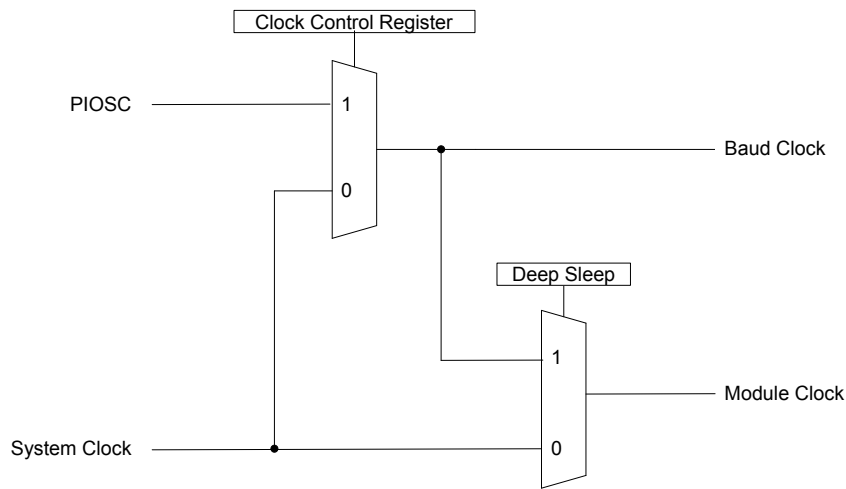 Clock Control Register
PIOSC
1
Baud Clock
0
Deep Sleep
1
Module Clock
System Clock
0